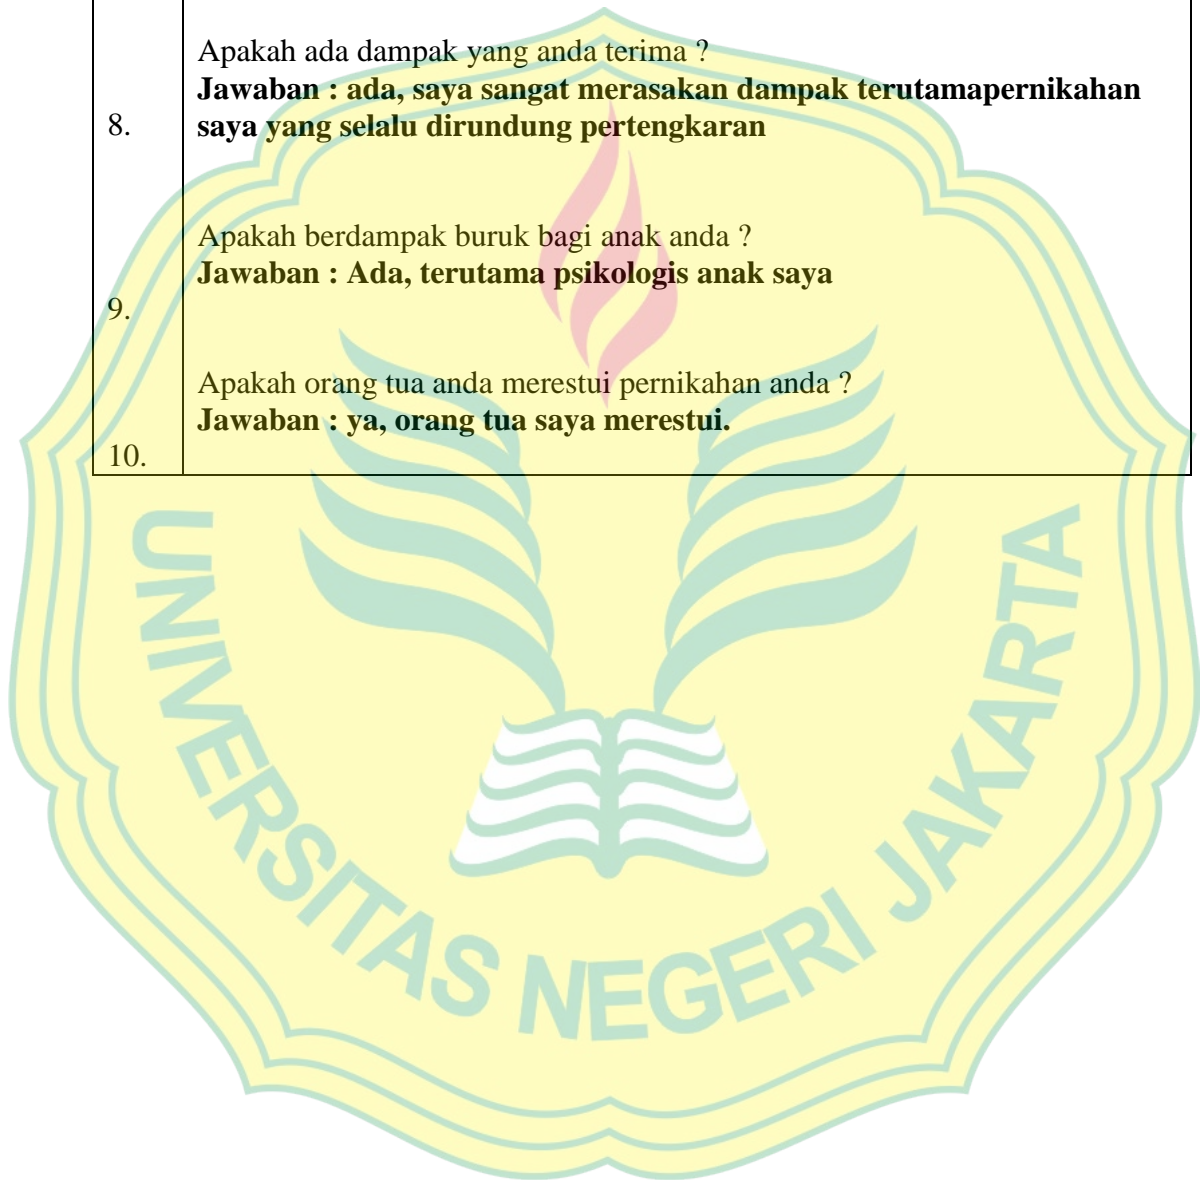 Apakah ada dampak yang anda terima ?
Jawaban : ada, saya sangat merasakan dampak terutamapernikahan
8. saya yang selalu dirundung pertengkaran
Apakah berdampak buruk bagi anak anda ?
Jawaban : Ada, terutama psikologis anak saya
9.
Apakah orang tua anda merestui pernikahan anda ?
Jawaban : ya, orang tua saya merestui.
10.
UNIVERSITAS NEGERI JAKARTA